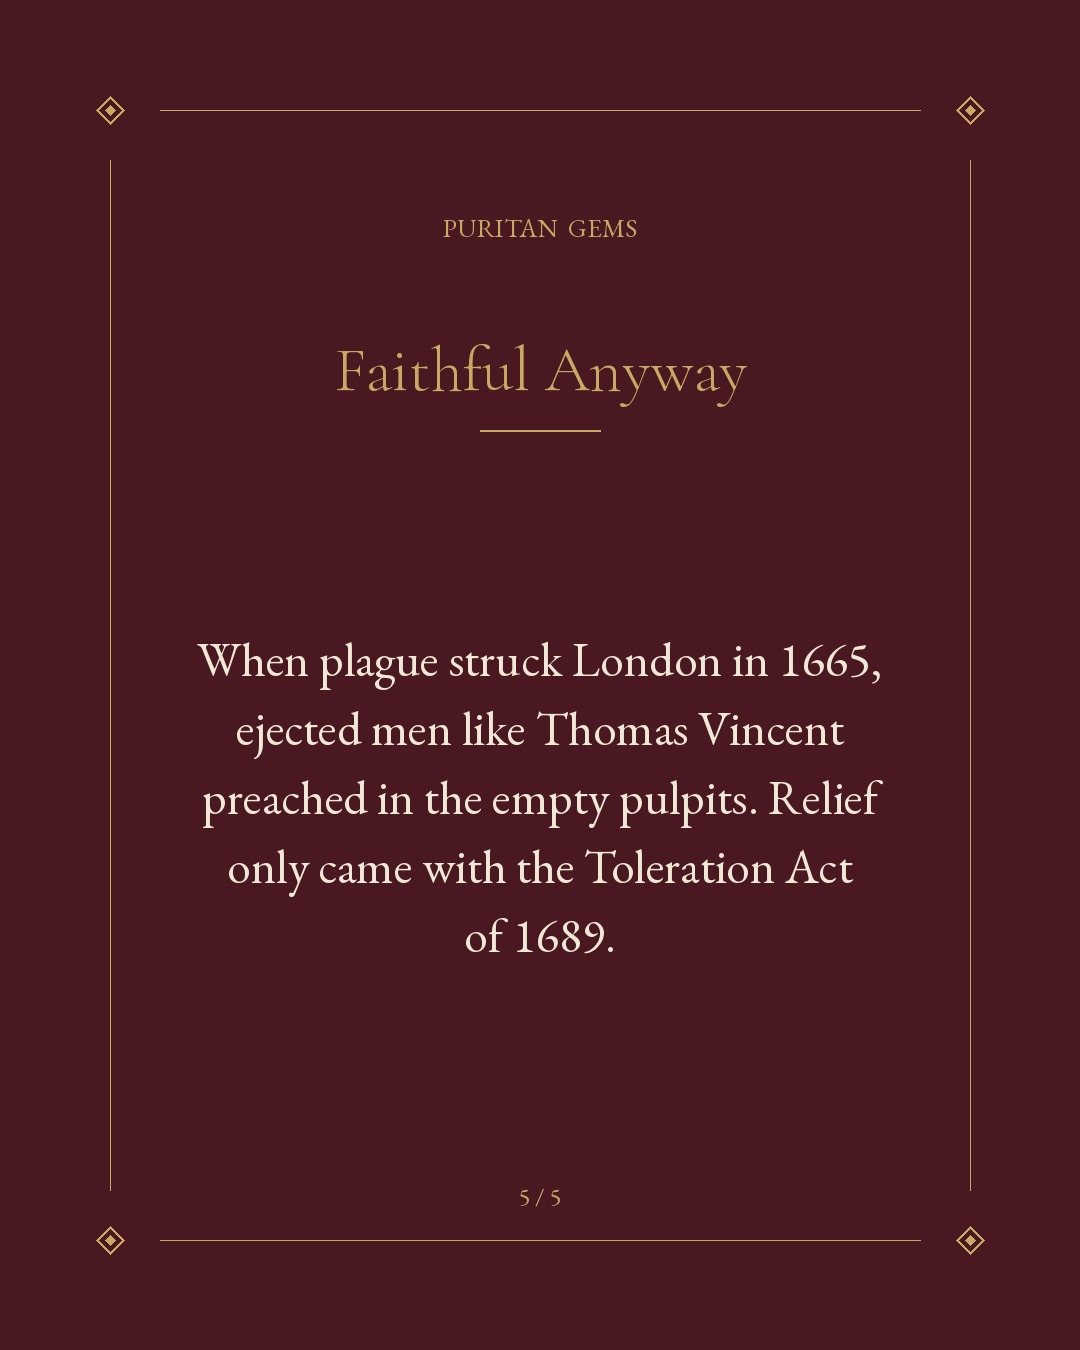 PURITAN GEMS
Faithful Anyway
When plague struck London in 1665,
ejected men like Thomas Vincent
preached in the empty pulpits. Relief
only came with the Toleration Act
of 1689.
5 / 5